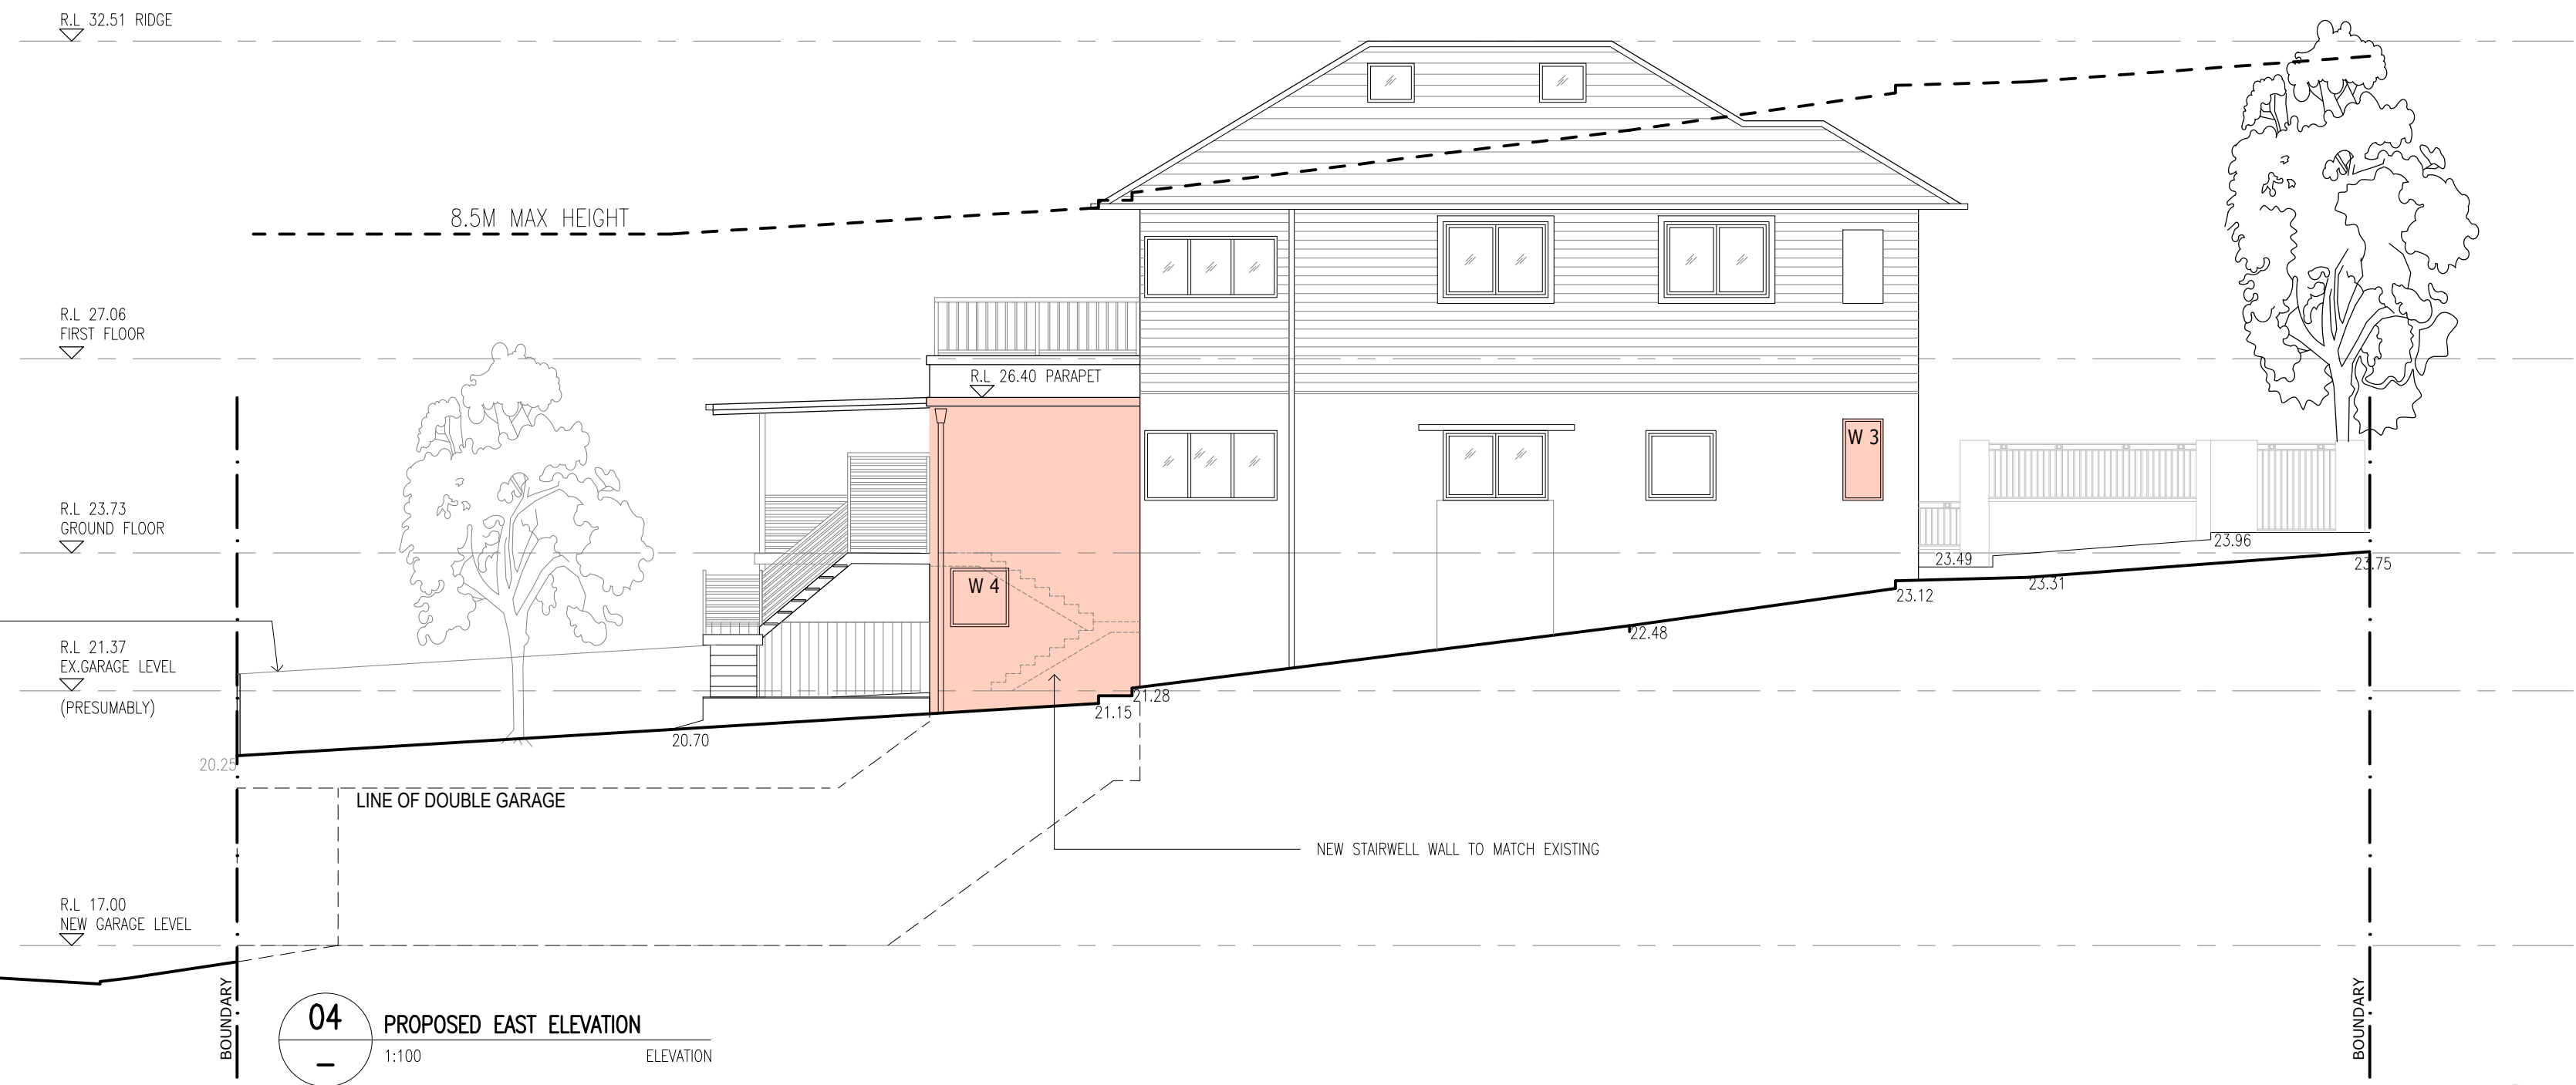 R.L 32.51 RIDGE
8.5M MAX HEIGHT
R.L 27.06
FIRST FLOOR
R.L 26.40 PARAPET
W 3
R.L 23.73
GROUND FLOOR
23.96
23.49
23.75
23.31
W 4
23.12
22.48
R.L 21.37
EX.GARAGE LEVEL
(PRESUMABLY)
21.28
21.15
20.70
20.25
LINE OF DOUBLE GARAGE
NEW STAIRWELL WALL TO MATCH EXISTING
R.L 17.00
NEW GARAGE LEVEL
BOUNDARY
BOUNDARY
04
PROPOSED EAST ELEVATION
1:100 ELEVATION